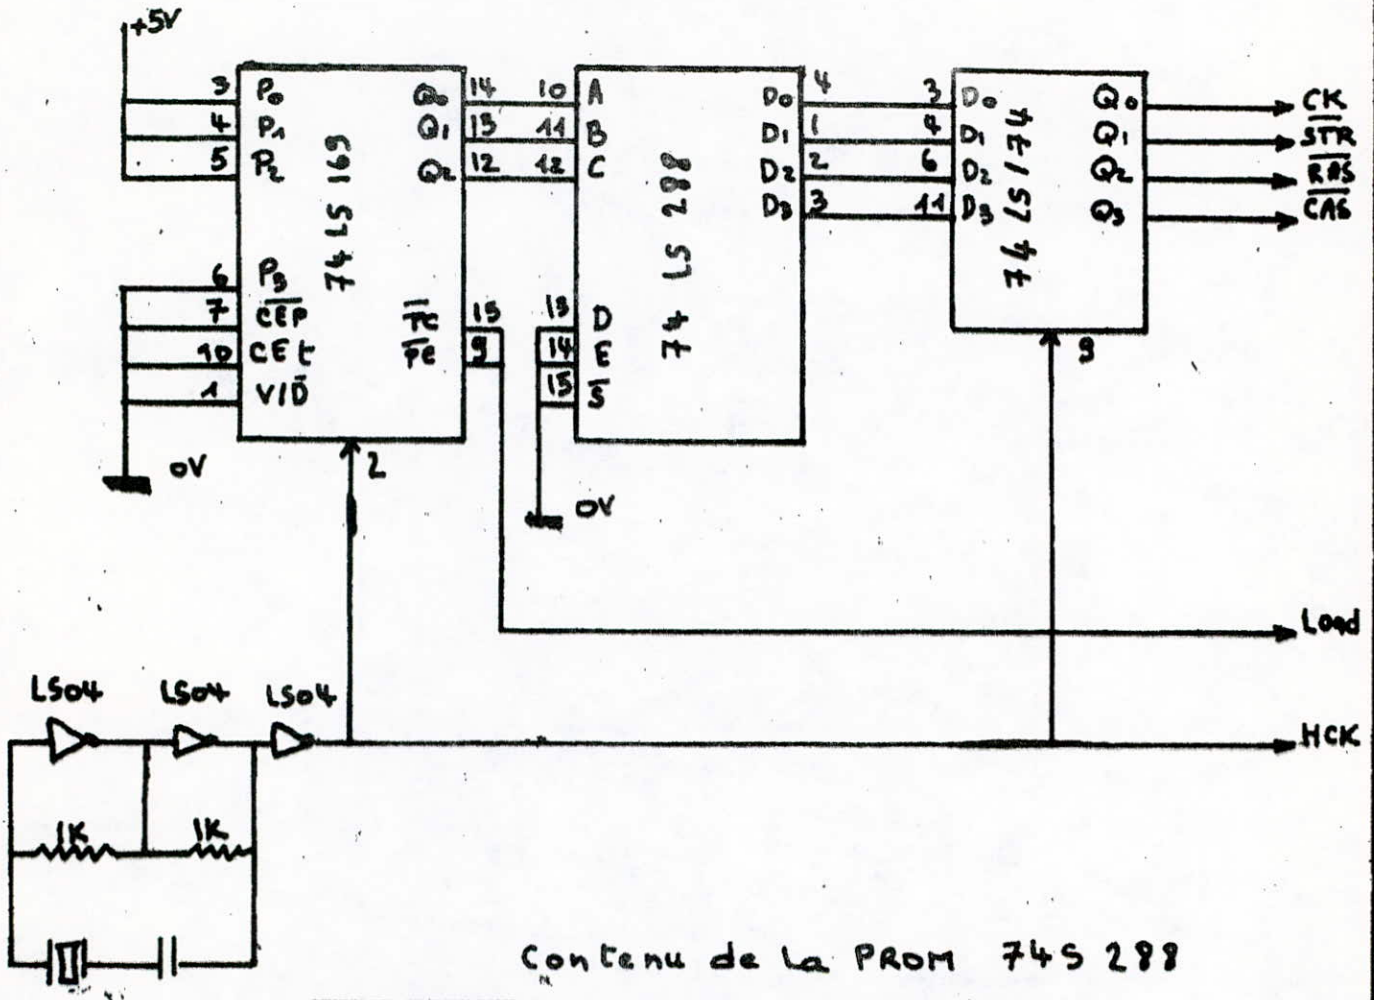 +5V
3 P0 Q0 14 10 A D0 4 3 D0 Q0 CK
4 P1 Q1 13 11 B D1 1 4 D1 Q1 STR
5 P2 Q2 12 12 C D2 2 6 D2 Q2 RAS
D3 3 11 D3 Q3 CAS
74 LS 169
74 LS 288
74 LS 174
6 P3
7 CEP TC 15 13 D
10 CEt PE 9 14 E
1 V/D 15 S
9
0V 2
0V
Load
LS04 LS04 LS04
HCK
1K 1K
Contenu de la PROM 74S 288